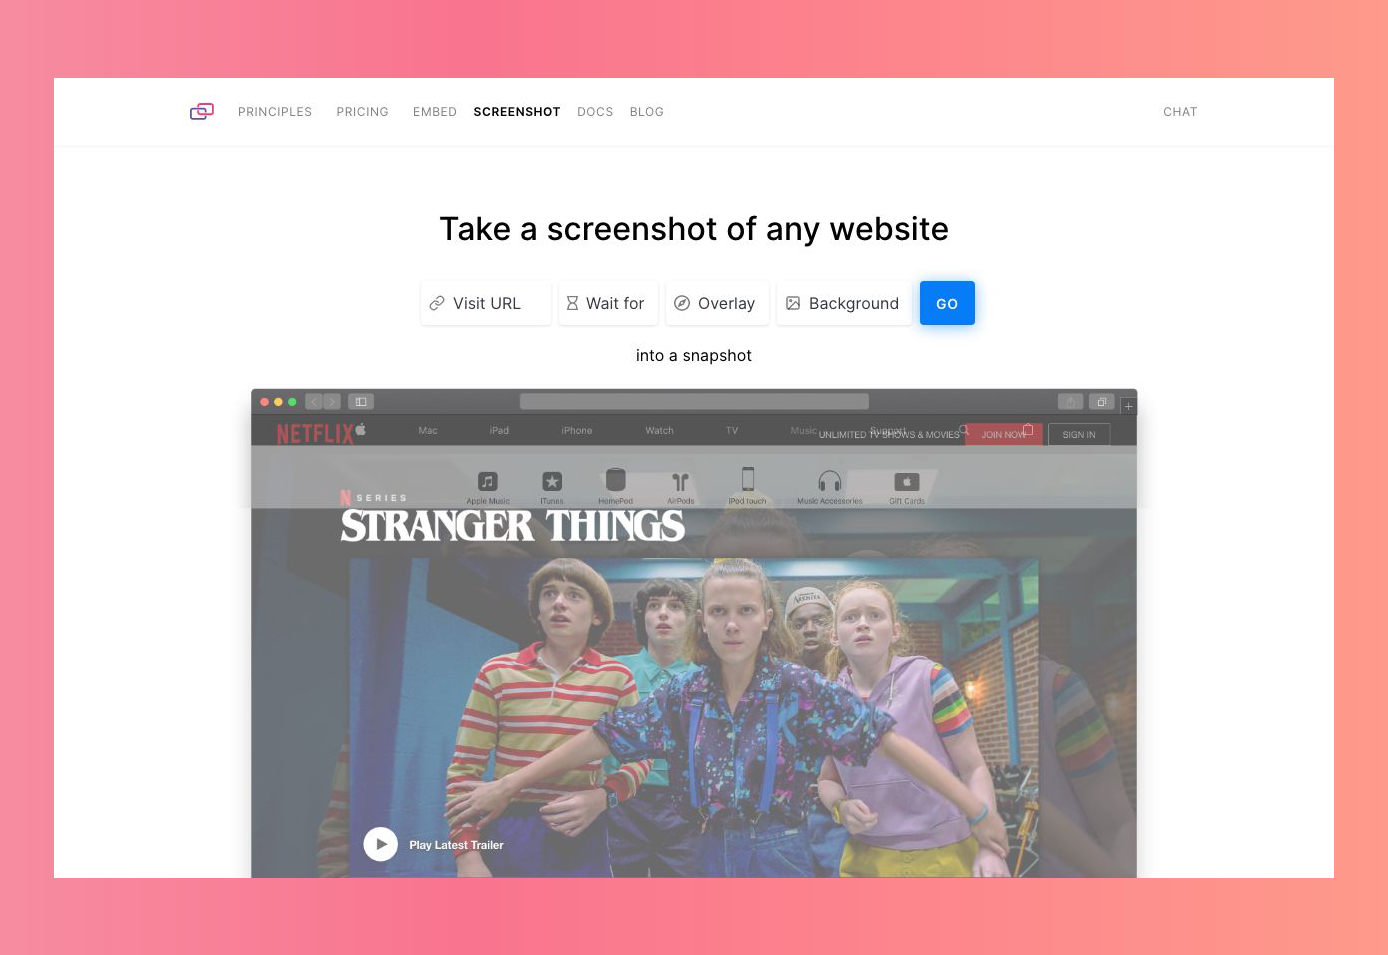 PRINCIPLES PRICING EMBED SCREENSHOT DOCS BLOG CHAT
Take a screenshot of any website
Visit URL Wait for Overlay Background GO
into a snapshot
NETFLIX Mac iPad iPhone Watch TV Music Support UNLIMITED TV SHOWS & MOVIES JOIN NOW SIGN IN
Apple Music iTunes HomePod AirPods iPod touch Music Accessories Gift Cards
N SERIES
STRANGER THINGS
Play Latest Trailer